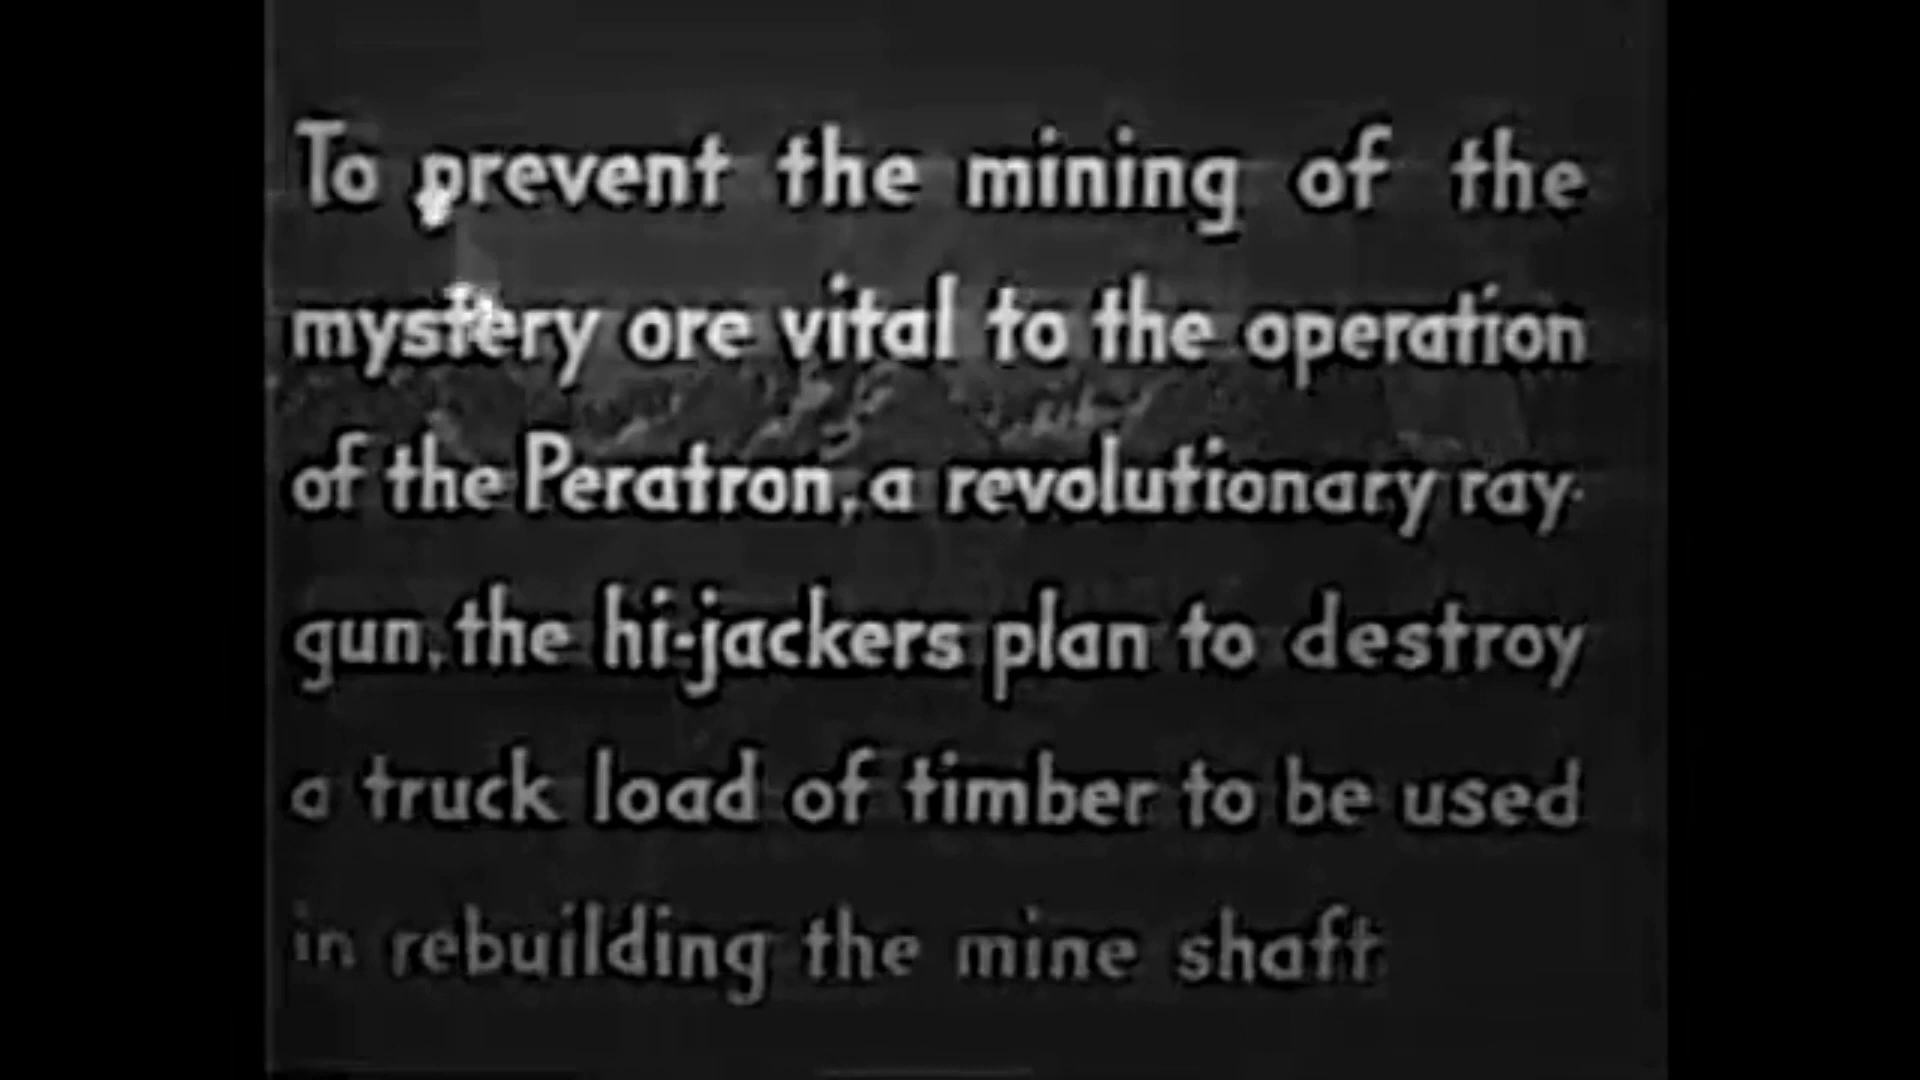 To prevent the mining of the
mystery ore vital to the operation
of the Peratron, a revolutionary ray-
gun, the hi-jackers plan to destroy
a truck load of timber to be used
in rebuilding the mine shaft